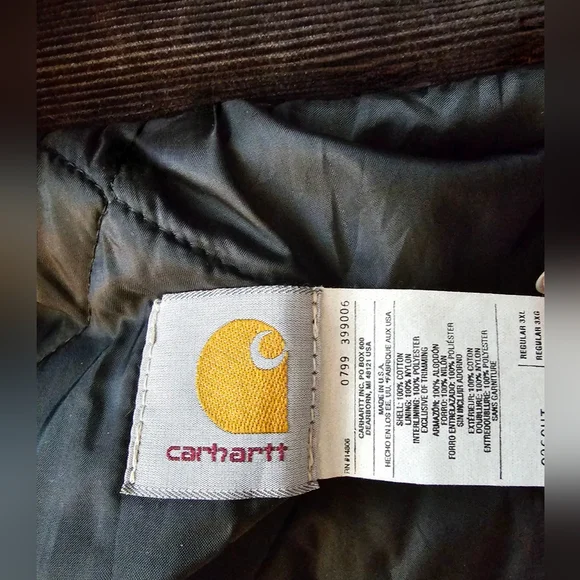 carhartt
RN #14806
0799 399006
CARHARTT INC. PO BOX 600
DEARBORN, MI 48121 USA
MADE IN U.S.A.
HECHO EN LOS EE. UU. *FABRIQUE AUX USA
SHELL: 100% COTTON
LINING: 100% NYLON
INTERLINING: 100% POLYESTER
EXCLUSIVE OF TRIMMING
ARMAZÓN: 100% ALGODÓN
FORRO: 100% NILÓN
FORRO ENTRELAZADO: 100% POLIÉSTER
SIN INCLUIR ADORNO
EXTÉRIEUR: 100% COTON
DOUBLURE: 100% NYLON
ENTREDOUBLURE: 100% POLYESTER
SANS GARNITURE
REGULAR 3XL
REGULAR 3XG